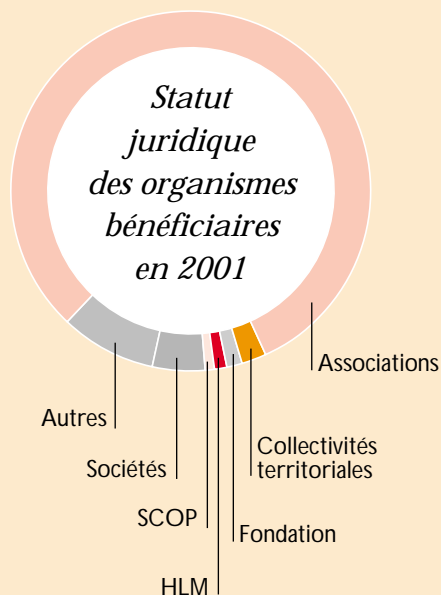 Statut
juridique
des organismes
bénéficiaires
en 2001
Associations
Autres
Collectivités
territoriales
Sociétés
SCOP
Fondation
HLM